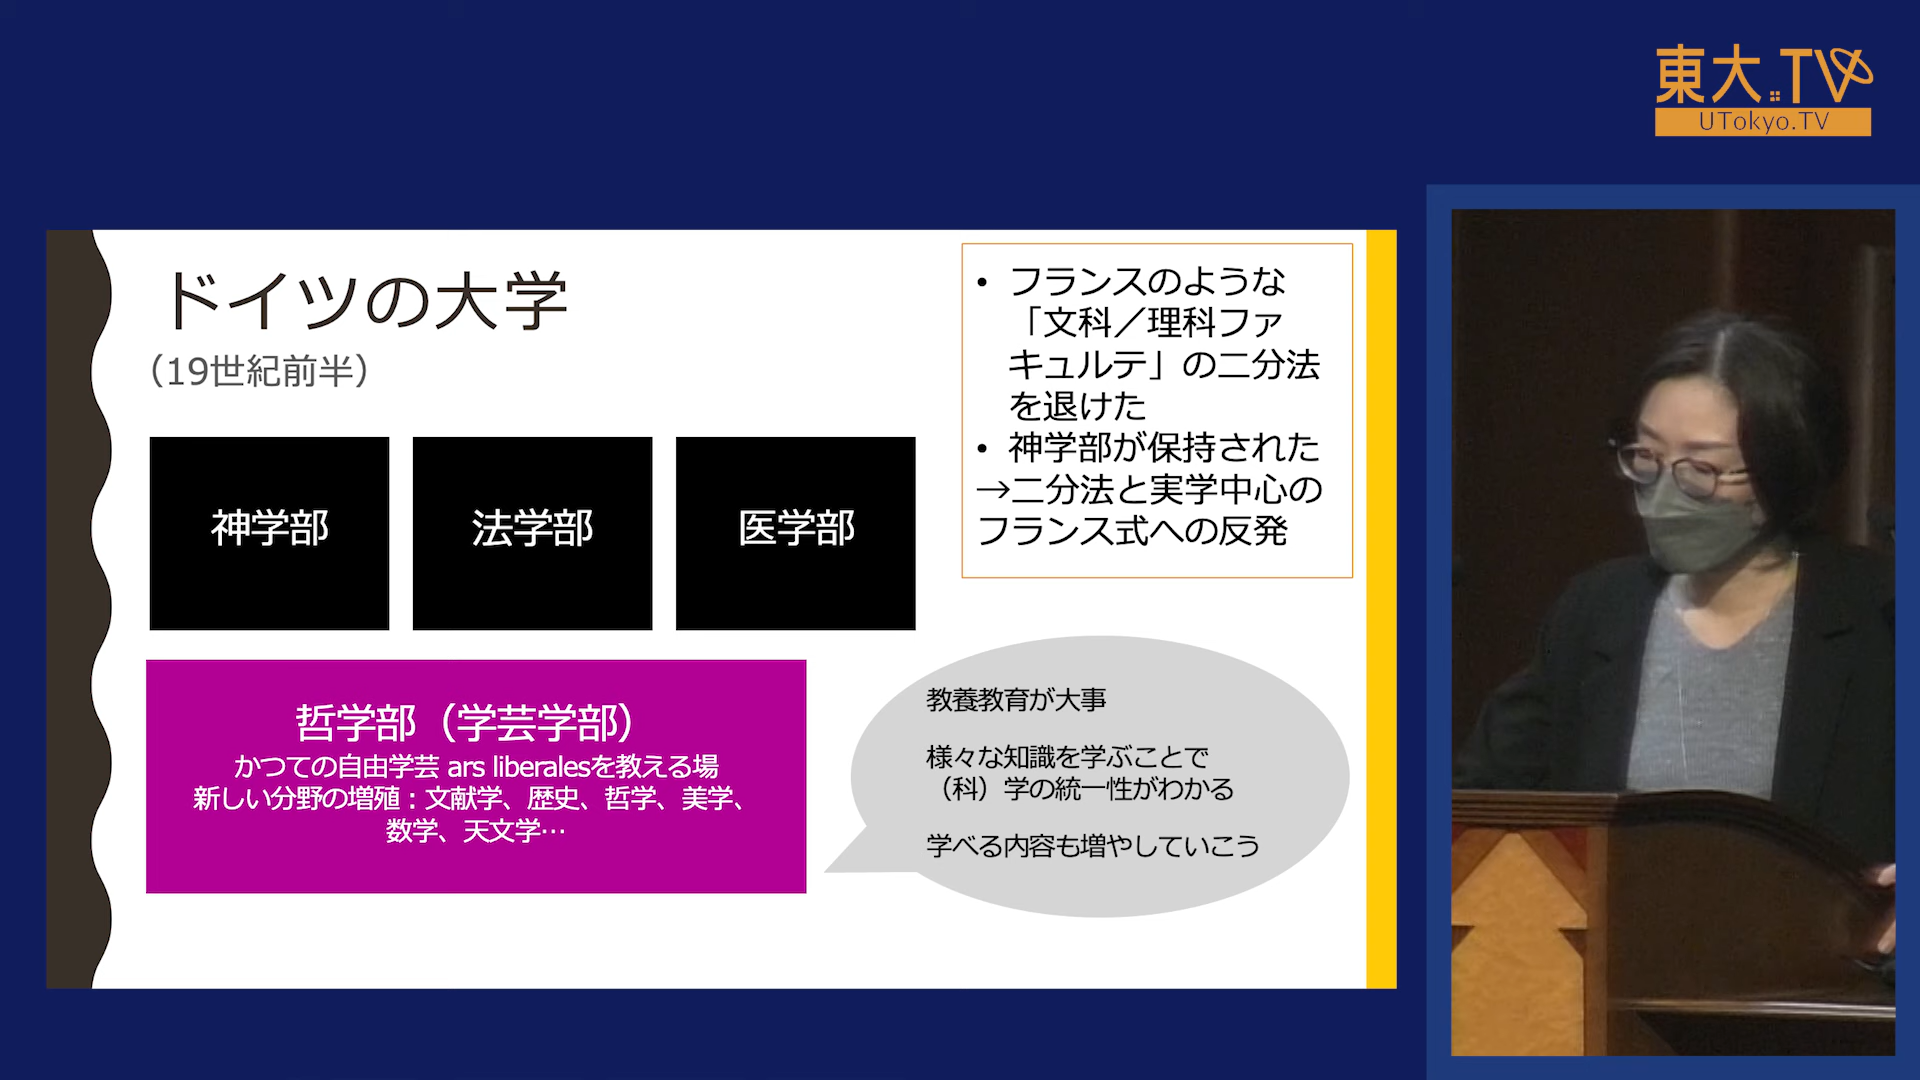 東大TV
UTokyo.TV
ドイツの大学
（19世紀前半）
神学部
法学部
医学部
哲学部（学芸学部）
かつての自由学芸 ars liberalesを教える場
新しい分野の増殖：文献学、歴史、哲学、美学、
数学、天文学…
• フランスのような
「文科／理科ファ
キュルテ」の二分法
を退けた
• 神学部が保持された
→二分法と実学中心の
フランス式への反発
教養教育が大事
様々な知識を学ぶことで
（科）学の統一性がわかる
学べる内容も増やしていこう